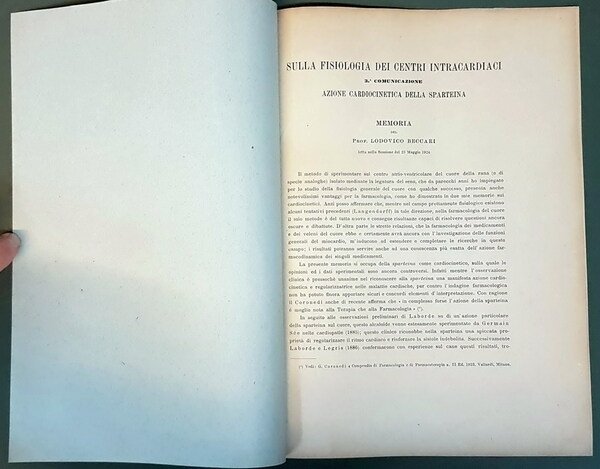 SULLA FISIOLOGIA DEI CENTRI INTRACARDIACI
3.ª COMUNICAZIONE
AZIONE CARDIOCINETICA DELLA SPARTEINA
MEMORIA
DEL
PROF. LODOVICO BECCARI
letta nella Sessione del 25 Maggio 1924
Il metodo di sperimentare sul centro atrio-ventricolare del cuore della rana (o di
specie analoghe) isolato mediante la legatura del seno, che da parecchi anni ho impiegato
per lo studio della fisiologia generale del cuore con qualche successo, presenta anche
notevolissimi vantaggi per la farmacologia, come ho dimostrato in due mie memorie sui
cardiocinetici. Anzi posso affermare che, mentre nel campo prettamente fisiologico esistono
alcuni tentativi precedenti (Langendorff) in tale direzione, nella farmacologia del cuore
il mio metodo è del tutto nuovo e consegue risultanze capaci di risolvere questioni ancora
oscure e dibattute. D'altra parte le strette relazioni, che la farmacologia dei medicamenti
e dei veleni del cuore ebbe e certamente avrà ancora con l'investigazione delle funzioni
generali del miocardio, m'inducono ad estendere e completare le ricerche in questo
campo: i risultati potranno servire anche ad una conoscenza più esatta dell'azione far-
macodinamica dei singoli medicamenti.
La presente memoria si occupa della sparteina come cardiocinetico, sulla quale le
opinioni ed i dati sperimentali sono ancora controversi. Infatti mentre l'osservazione
clinica è pressochè unanime nel riconoscere alla sparteina una manifesta azione cardio
cinetica e regolarizzatrice nelle malattie cardiache, per contro l'indagine farmacologica
non ha potuto finora apportare sicuri e concordi elementi d'interpretazione. Con ragione
il Coronedi anche di recente afferma che « in complesso forse l'azione della sparteina
è meglio nota alla Terapia che alla Farmacologia » (¹).
In seguito alle osservazioni preliminari di Laborde su di un'azione particolare
della sparteina sul cuore, questo alcaloide venne estesamente sperimentato da Germain
Sée nelle cardiopatie (1885); questo clinico riconobbe nella sparteina una spiccata pro-
prietà di regolarizzare il ritmo cardiaco e rinforzare la sistole indebolita. Successivamente
Laborde e Legris (1886) confermarono con esperienze sul cane questi risultati, tro-
(¹) Vedi: G. Coronedi « Compendio di Farmacologia e di Farmacoterapia ». II Ed. Vallardi, Milano,